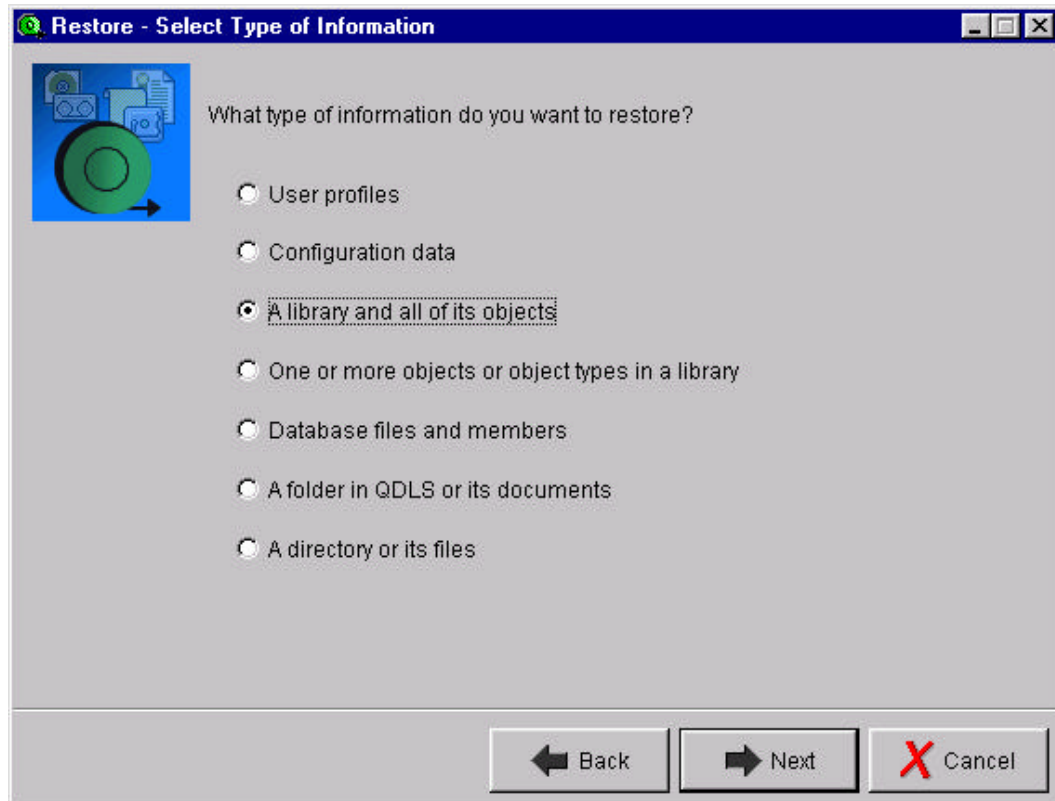 Restore - Select Type of Information
What type of information do you want to restore?
User profiles
Configuration data
A library and all of its objects
One or more objects or object types in a library
Database files and members
A folder in QDLS or its documents
A directory or its files
Back
Next
Cancel